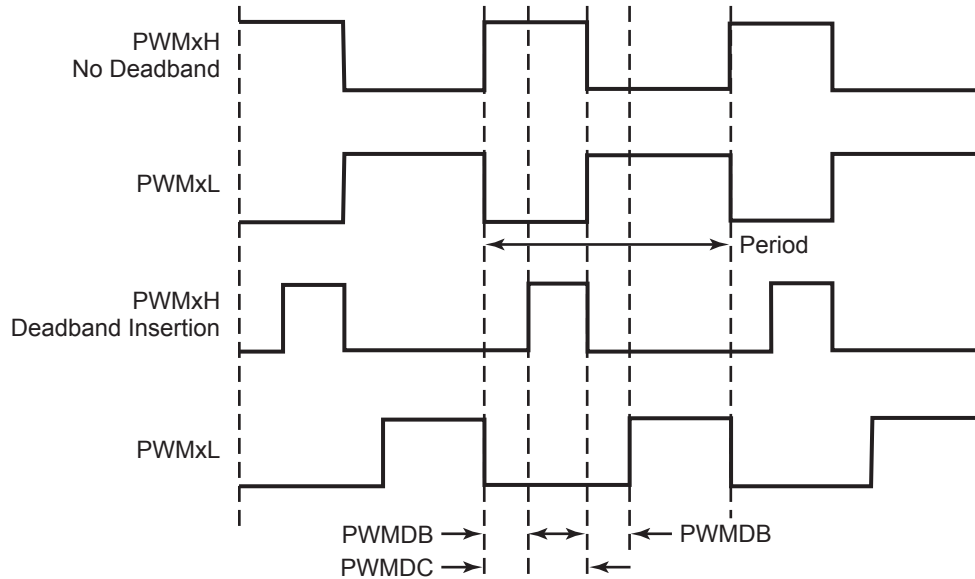 PWMxH
No Deadband
PWMxL
Period
PWMxH
Deadband Insertion
PWMxL
PWMDB
PWMDB
PWMDC